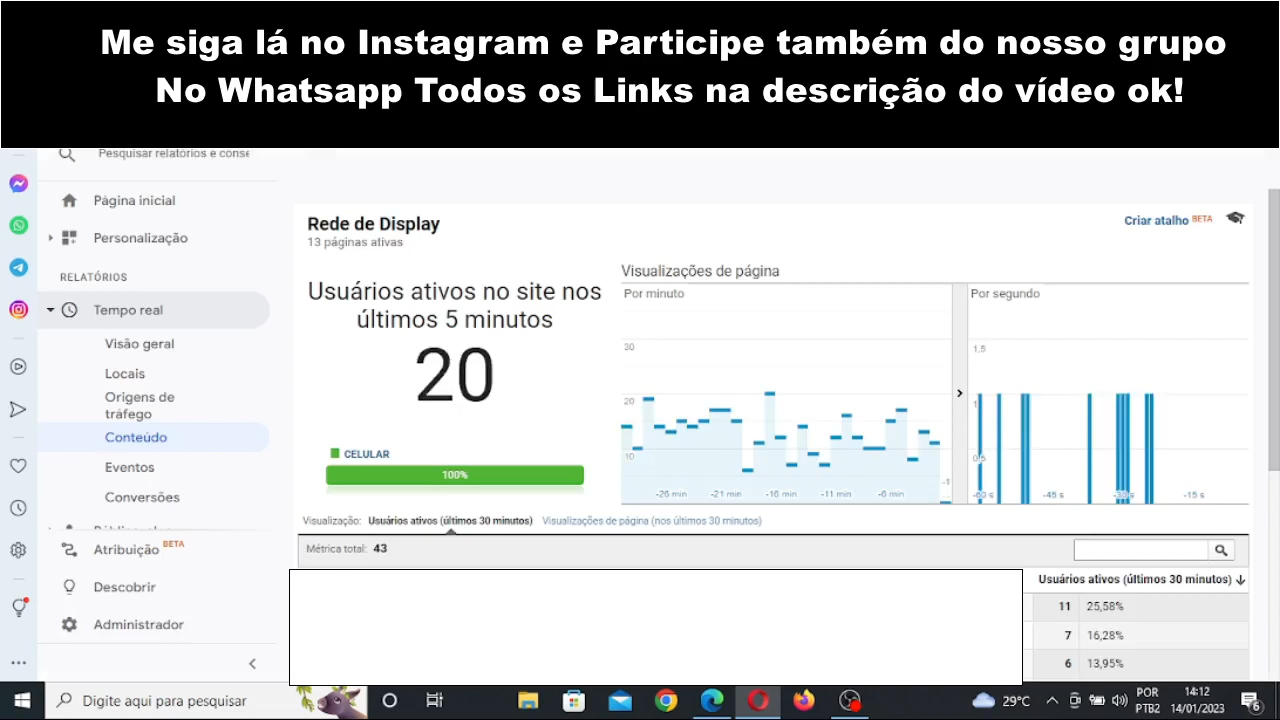 Me siga lá no Instagram e Participe também do nosso grupo
No Whatsapp Todos os Links na descrição do vídeo ok!
Pesquisar relatórios e conse
Página inicial
Personalização
RELATÓRIOS
Tempo real
Visão geral
Locais
Origens de
tráfego
Conteúdo
Eventos
Conversões
Atribuição BETA
Descobrir
Administrador
Rede de Display
13 páginas ativas
Criar atalho BETA
Usuários ativos no site nos
últimos 5 minutos
20
CELULAR
100%
Visualizações de página
Por minuto
30
20
10
-26 min
-21 min
-16 min
-11 min
-6 min
-1
Por segundo
1,5
1
0,5
-60 s
-45 s
-30 s
-15 s
Visualização: Usuários ativos (últimos 30 minutos) Visualizações de página (nos últimos 30 minutos)
Métrica total: 43
Usuários ativos (últimos 30 minutos)
11 25,58%
7 16,28%
6 13,95%
Digite aqui para pesquisar
29°C
POR
PTB2
14:12
14/01/2023
6